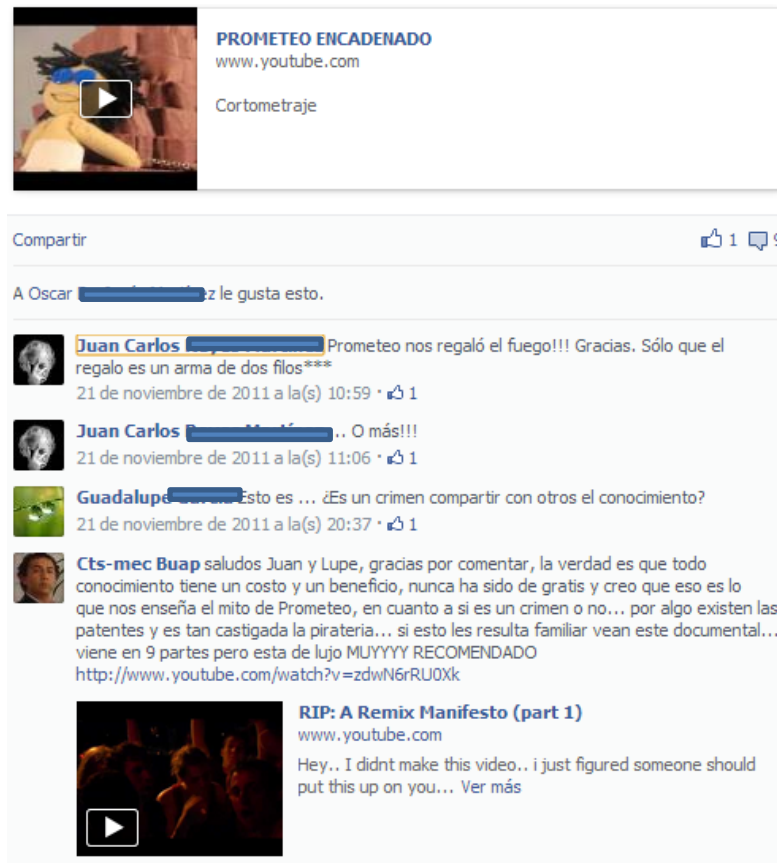 PROMETEO ENCADENADO
www.youtube.com
Cortometraje
Compartir
1 9
A Oscar le gusta esto.
Juan Carlos Prometeo nos regaló el fuego!!! Gracias. Sólo que el
regalo es un arma de dos filos***
21 de noviembre de 2011 a la(s) 10:59 · 1
Juan Carlos .. O más!!!
21 de noviembre de 2011 a la(s) 11:06 · 1
Guadalupe Esto es ... ¿Es un crimen compartir con otros el conocimiento?
21 de noviembre de 2011 a la(s) 20:37 · 1
Cts-mec Buap saludos Juan y Lupe, gracias por comentar, la verdad es que todo
conocimiento tiene un costo y un beneficio, nunca ha sido de gratis y creo que eso es lo
que nos enseña el mito de Prometeo, en cuanto a si es un crimen o no... por algo existen las
patentes y es tan castigada la pirateria... si esto les resulta familiar vean este documental...
viene en 9 partes pero esta de lujo MUYYYY RECOMENDADO
http://www.youtube.com/watch?v=zdwN6rRU0Xk
RIP: A Remix Manifesto (part 1)
www.youtube.com
Hey.. I didnt make this video.. i just figured someone should
put this up on you... Ver más